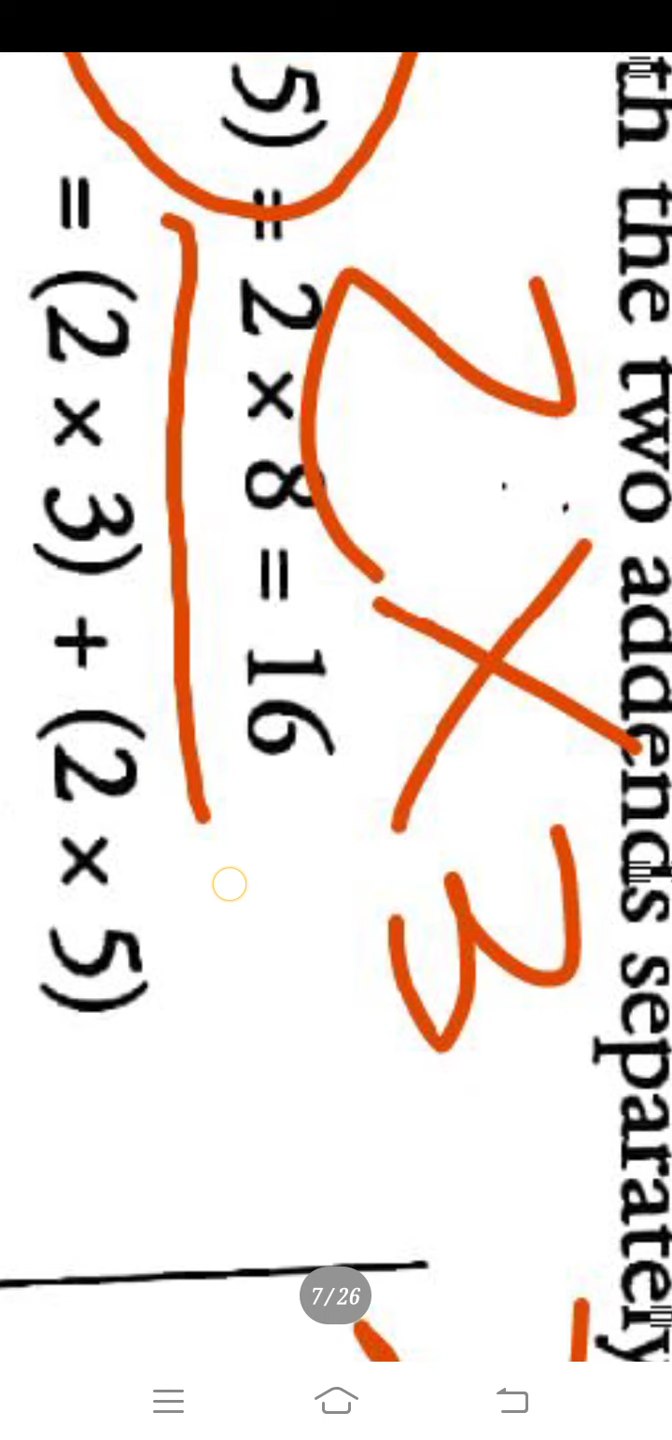 th the two addends separately
2 × 3
5) = 2 × 8 = 16
= (2 × 3) + (2 × 5)
7/26